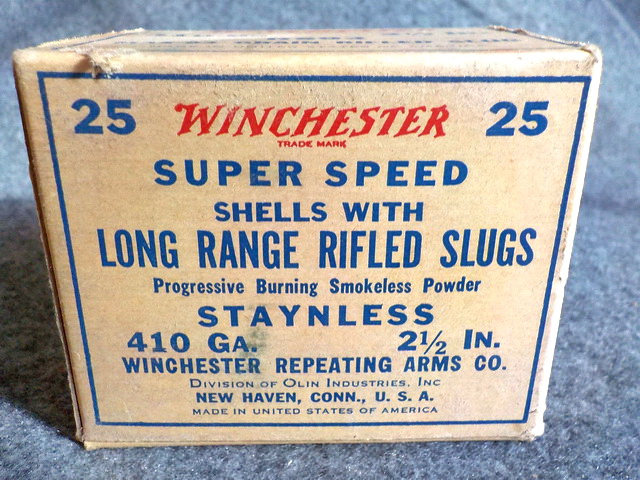 25 WINCHESTER 25
TRADE MARK
SUPER SPEED
SHELLS WITH
LONG RANGE RIFLED SLUGS
Progressive Burning Smokeless Powder
STAYNLESS
410 GA. 2½ IN.
WINCHESTER REPEATING ARMS CO.
DIVISION OF OLIN INDUSTRIES, INC
NEW HAVEN, CONN., U. S. A.
MADE IN UNITED STATES OF AMERICA